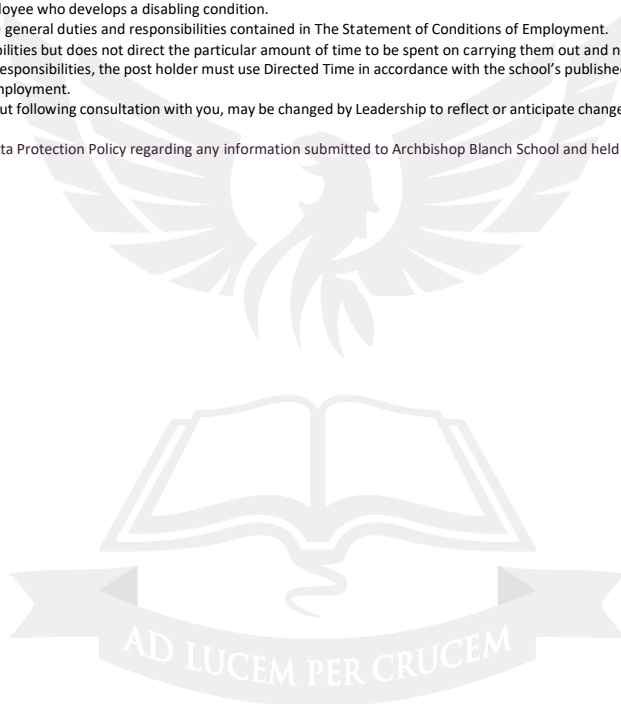 loyee who develops a disabling condition.
general duties and responsibilities contained in The Statement of Conditions of Employment.
bilities but does not direct the particular amount of time to be spent on carrying them out and
esponsibilities, the post holder must use Directed Time in accordance with the school's published
mployment.
ut following consultation with you, may be changed by Leadership to reflect or anticipate change
ta Protection Policy regarding any information submitted to Archbishop Blanch School and held
AD LUCEM PER CRUCEM